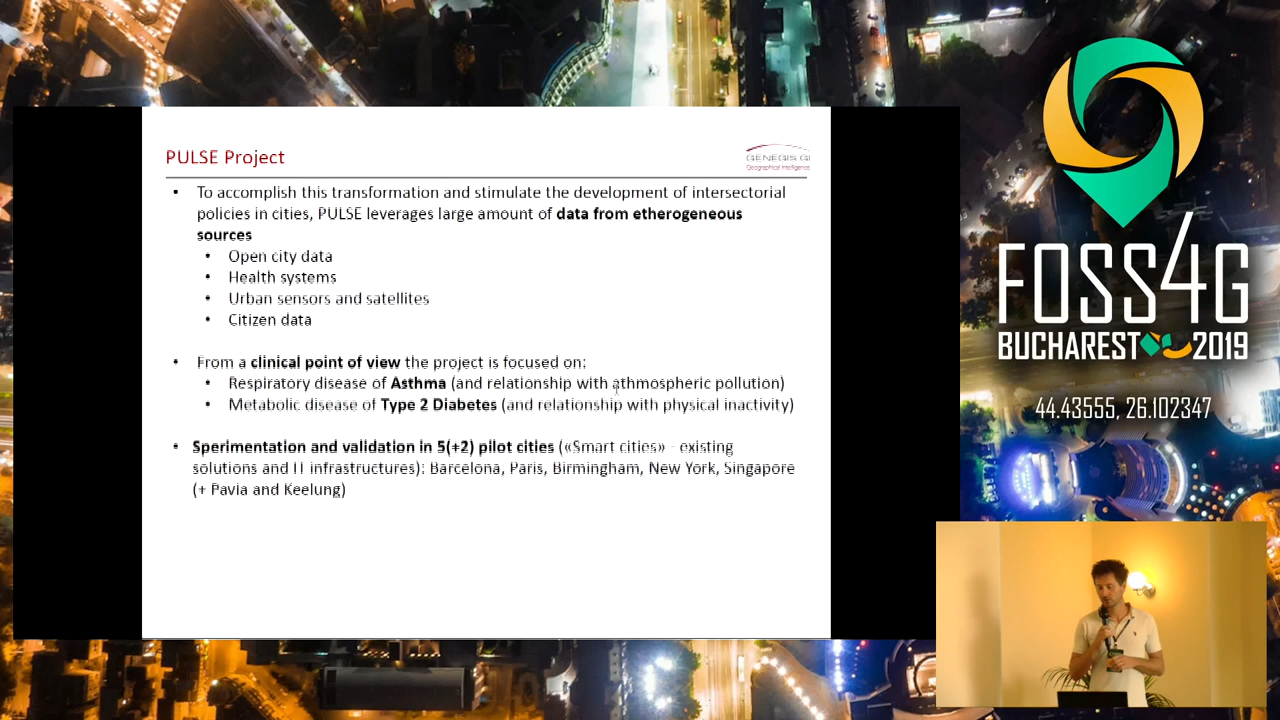 PULSE Project
GENEGIS GI
Geographical Intelligence
• To accomplish this transformation and stimulate the development of intersectorial
policies in cities, PULSE leverages large amount of data from etherogeneous
sources
• Open city data
• Health systems
• Urban sensors and satellites
• Citizen data
• From a clinical point of view the project is focused on:
• Respiratory disease of Asthma (and relationship with athmospheric pollution)
• Metabolic disease of Type 2 Diabetes (and relationship with physical inactivity)
• Sperimentation and validation in 5(+2) pilot cities («Smart cities» - existing
solutions and IT infrastructures): Barcelona, Paris, Birmingham, New York, Singapore
(+ Pavia and Keelung)
FOSS4G
BUCHAREST 2019
44.43555, 26.102347